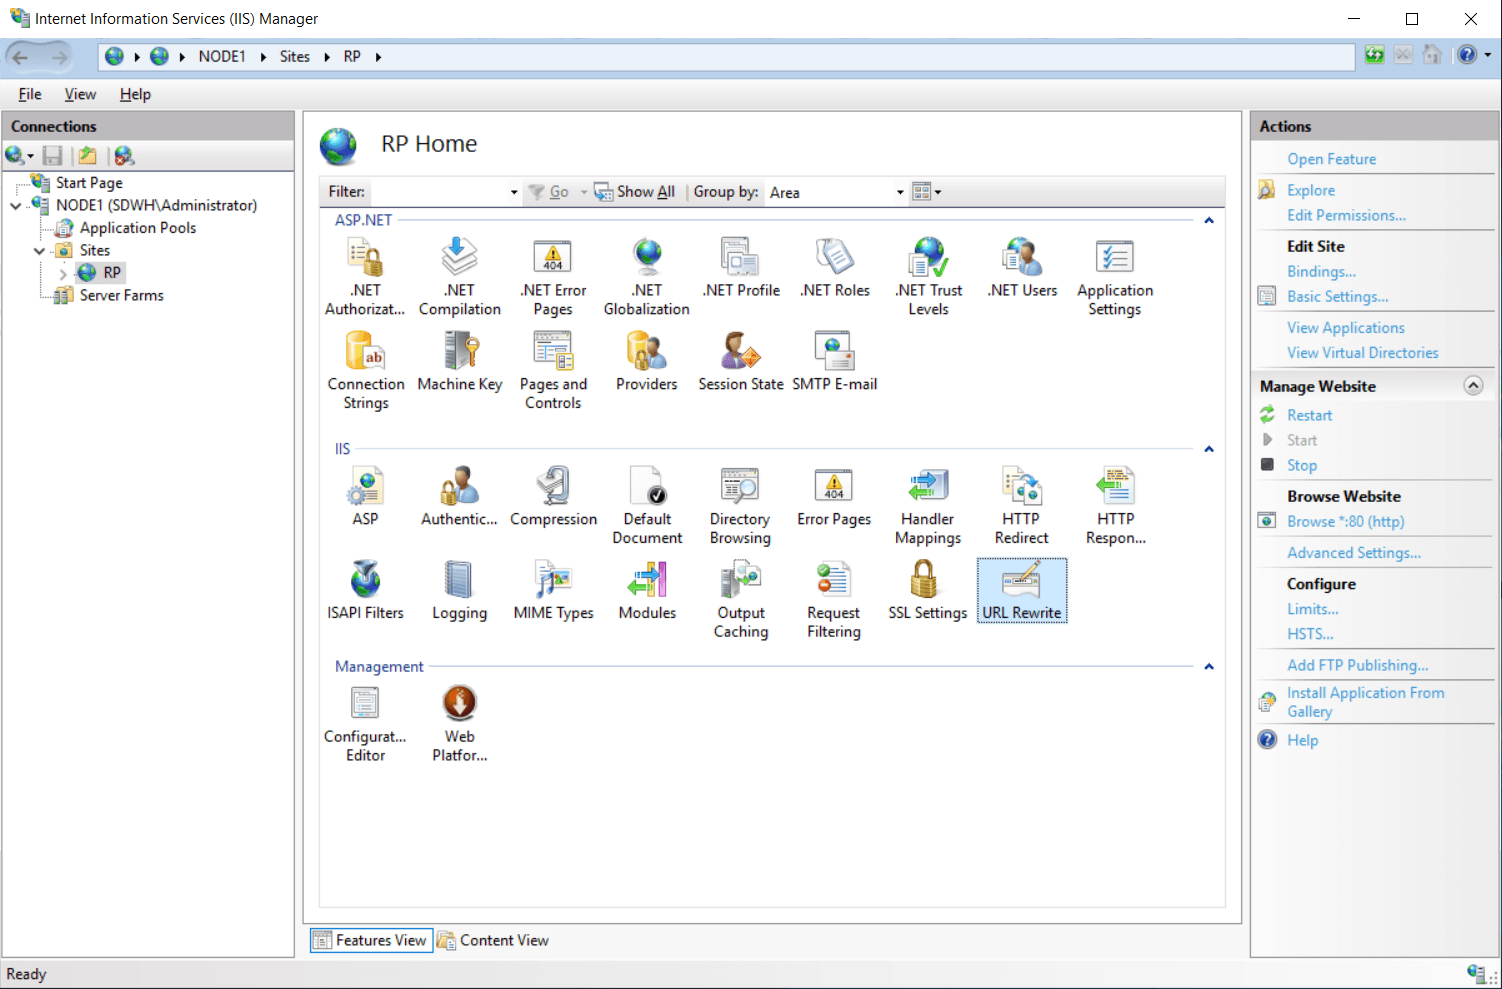 Internet Information Services (IIS) Manager
NODE1 Sites RP
File View Help
Connections
Start Page
NODE1 (SDWH\Administrator)
Application Pools
Sites
RP
Server Farms
RP Home
Filter: Go Show All Group by: Area
ASP.NET
.NET Authorizat...
.NET Compilation
.NET Error Pages
.NET Globalization
.NET Profile
.NET Roles
.NET Trust Levels
.NET Users
Application Settings
Connection Strings
ab
Machine Key
Pages and Controls
Providers
Session State
SMTP E-mail
404
IIS
ASP
Authentic...
Compression
Default Document
Directory Browsing
Error Pages
404
Handler Mappings
HTTP Redirect
HTTP Respon...
ISAPI Filters
Logging
MIME Types
Modules
Output Caching
Request Filtering
SSL Settings
URL Rewrite
Management
Configurat... Editor
Web Platfor...
Features View
Content View
Actions
Open Feature
Explore
Edit Permissions...
Edit Site
Bindings...
Basic Settings...
View Applications
View Virtual Directories
Manage Website
Restart
Start
Stop
Browse Website
Browse *:80 (http)
Advanced Settings...
Configure
Limits...
HSTS...
Add FTP Publishing...
Install Application From
Gallery
Help
Ready